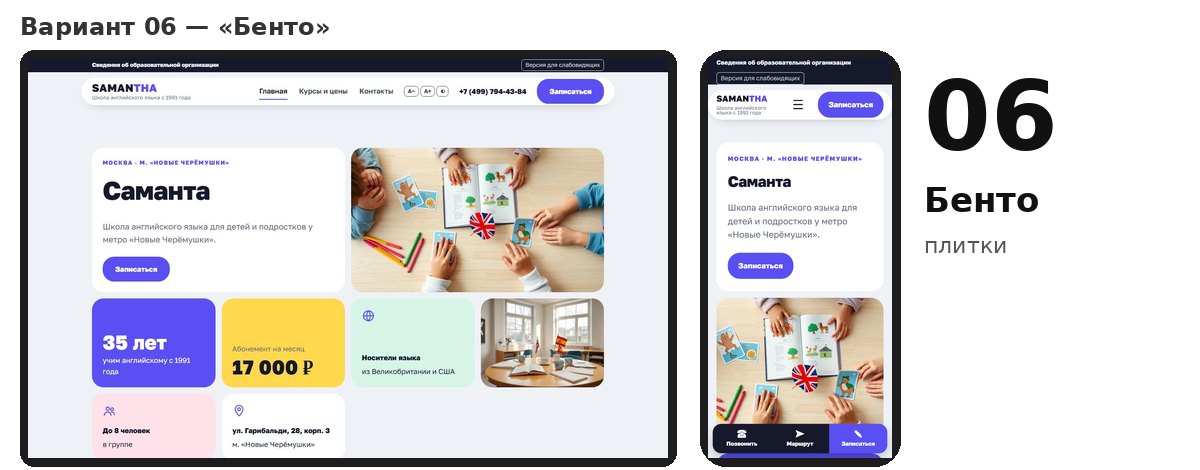 Вариант 06 — «Бенто»
Сведения об образовательной организации
Версия для слабовидящих
SAMANTHA
Школа английского языка с 1991 года
Главная
Курсы и цены
Контакты
A−
A+
+7 (499) 794-43-84
Записаться
МОСКВА · М. «НОВЫЕ ЧЕРЁМУШКИ»
Саманта
Школа английского языка для детей и подростков у
метро «Новые Черёмушки».
Записаться
35 лет
учим английскому с 1991
года
Абонемент на месяц
17 000 ₽
Носители языка
из Великобритании и США
До 8 человек
в группе
ул. Гарибальди, 28, корп. 3
м. «Новые Черёмушки»
Сведения об образовательной организации
Версия для слабовидящих
SAMANTHA
Школа английского
языка с 1991 года
Записаться
МОСКВА · М. «НОВЫЕ ЧЕРЁМУШКИ»
Саманта
Школа английского языка для
детей и подростков у метро
«Новые Черёмушки».
Записаться
Позвонить
Маршрут
Записаться
06
Бенто
ПЛИТКИ